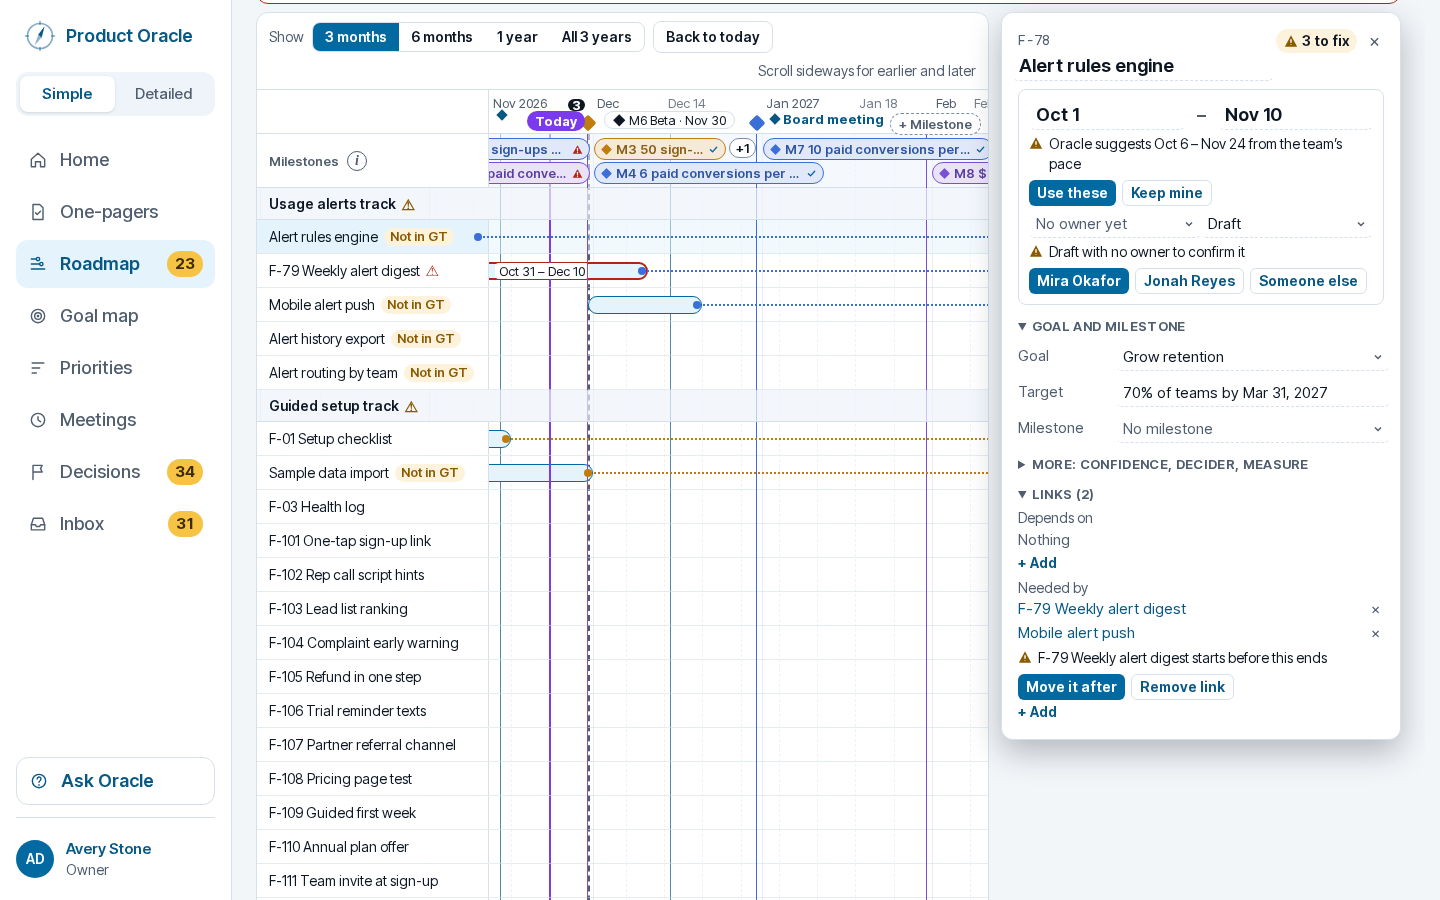 Product Oracle
Simple
Detailed
Home
One-pagers
Roadmap 23
Goal map
Priorities
Meetings
Decisions 34
Inbox 31
Ask Oracle
AD
Avery Stone
Owner
Show 3 months 6 months 1 year All 3 years Back to today
Scroll sideways for earlier and later
Nov 2026 3 Dec Dec 14 Jan 2027 Jan 18 Feb
Today M6 Beta · Nov 30 Board meeting + Milestone
Milestones i
sign-ups ... M3 50 sign-... +1 M7 10 paid conversions per...
paid conve... M4 6 paid conversions per ... M8 $
Usage alerts track
Alert rules engine Not in GT
F-79 Weekly alert digest Oct 31 – Dec 10
Mobile alert push Not in GT
Alert history export Not in GT
Alert routing by team Not in GT
Guided setup track
F-01 Setup checklist
Sample data import Not in GT
F-03 Health log
F-101 One-tap sign-up link
F-102 Rep call script hints
F-103 Lead list ranking
F-104 Complaint early warning
F-105 Refund in one step
F-106 Trial reminder texts
F-107 Partner referral channel
F-108 Pricing page test
F-109 Guided first week
F-110 Annual plan offer
F-111 Team invite at sign-up
F-78 3 to fix ×
Alert rules engine
Oct 1 – Nov 10
Oracle suggests Oct 6 – Nov 24 from the team's
pace
Use these Keep mine
No owner yet Draft
Draft with no owner to confirm it
Mira Okafor Jonah Reyes Someone else
GOAL AND MILESTONE
Goal Grow retention
Target 70% of teams by Mar 31, 2027
Milestone No milestone
MORE: CONFIDENCE, DECIDER, MEASURE
LINKS (2)
Depends on
Nothing
+ Add
Needed by
F-79 Weekly alert digest ×
Mobile alert push ×
F-79 Weekly alert digest starts before this ends
Move it after Remove link
+ Add